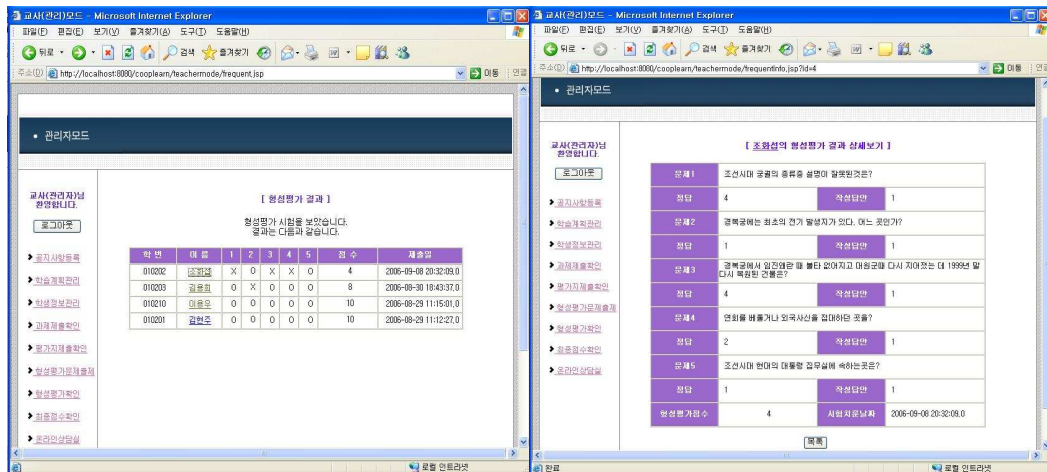 교사(관리)모드 - Microsoft Internet Explorer
파일(F) 편집(E) 보기(V) 즐겨찾기(A) 도구(T) 도움말(H)
뒤로 검색 즐겨찾기
주소(D) http://localhost:8080/cooplearn/teachermode/frequent.jsp 이동 연결
• 관리자모드
교사(관리자)님
환영합니다.
로그아웃
공지사항등록
학습계획관리
학생정보관리
과제제출확인
평가지제출확인
형성평가문제출제
형성평가확인
최종점수확인
온라인상담실
[ 형성평가 결과 ]
형성평가 시험을 보았습니다.
결과는 다음과 같습니다.
학 번 이 름 1 2 3 4 5 점 수 제출일
010202 조화섭 X O X X O 4 2006-09-08 20:32:09.0
010203 김용희 O X O O O 8 2006-08-30 18:43:37.0
010210 이용우 O O O O O 10 2006-08-29 11:15:01.0
010201 김현주 O O O O O 10 2006-08-29 11:12:27.0
로컬 인트라넷
교사(관리)모드 - Microsoft Internet Explorer
파일(F) 편집(E) 보기(V) 즐겨찾기(A) 도구(T) 도움말(H)
뒤로 검색 즐겨찾기
주소(D) http://localhost:8080/cooplearn/teachermode/frequentInfo.jsp?id=4 이동 연결
• 관리자모드
교사(관리자)님
환영합니다.
로그아웃
공지사항등록
학습계획관리
학생정보관리
과제제출확인
평가지제출확인
형성평가문제출제
형성평가확인
최종점수확인
온라인상담실
[ 조화섭의 형성평가 결과 상세보기 ]
문제1 조선시대 궁궐의 종류중 설명이 잘못된것은?
정답 4 작성답안 1
문제2 경복궁에는 최초의 전기 발생지가 있다. 어느 곳인가?
정답 1 작성답안 1
문제3 경복궁에서 임진왜란 때 불타 없어지고 대원군때 다시 지어졌는 데 1999년 말
다시 복원된 건물은?
정답 4 작성답안 1
문제4 연회를 베풀거나 외국사신을 접대하던 곳을?
정답 2 작성답안 1
문제5 조선시대 현대의 대통령 집무실에 속하는곳은?
정답 1 작성답안 1
형성평가점수 4 시험치운날짜 2006-09-08 20:32:09.0
목록
완료 로컬 인트라넷